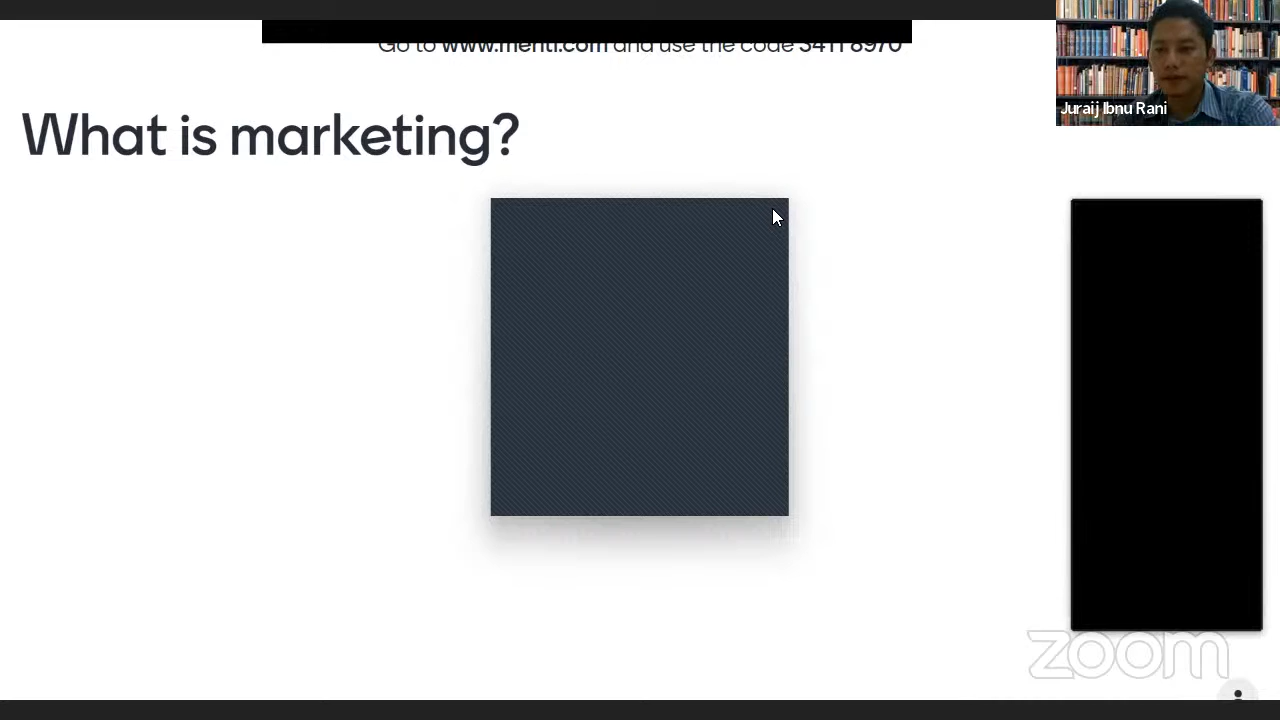 Go to www.menti.com and use the code 3411 8970
Juraij Ibnu Rani
What is marketing?
zoom